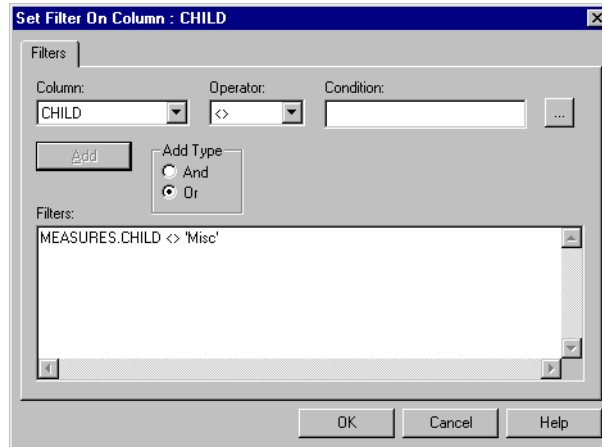 Set Filter On Column : CHILD
Filters
Column: Operator: Condition:
CHILD <> ...
Add
Add Type
And
Or
Filters:
MEASURES.CHILD <> 'Misc'
OK Cancel Help